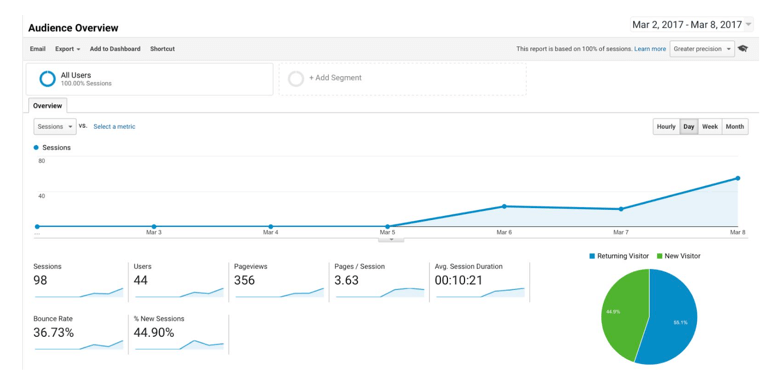 Audience Overview
Mar 2, 2017 - Mar 8, 2017
Email Export Add to Dashboard Shortcut
This report is based on 100% of sessions. Learn more Greater precision
All Users
100.00% Sessions
+ Add Segment
Overview
Sessions VS. Select a metric
Hourly Day Week Month
Sessions
80
40
... Mar 3 Mar 4 Mar 5 Mar 6 Mar 7 Mar 8
Returning Visitor New Visitor
Sessions Users Pageviews Pages / Session Avg. Session Duration
98 44 356 3.63 00:10:21
44.9%
55.1%
Bounce Rate % New Sessions
36.73% 44.90%